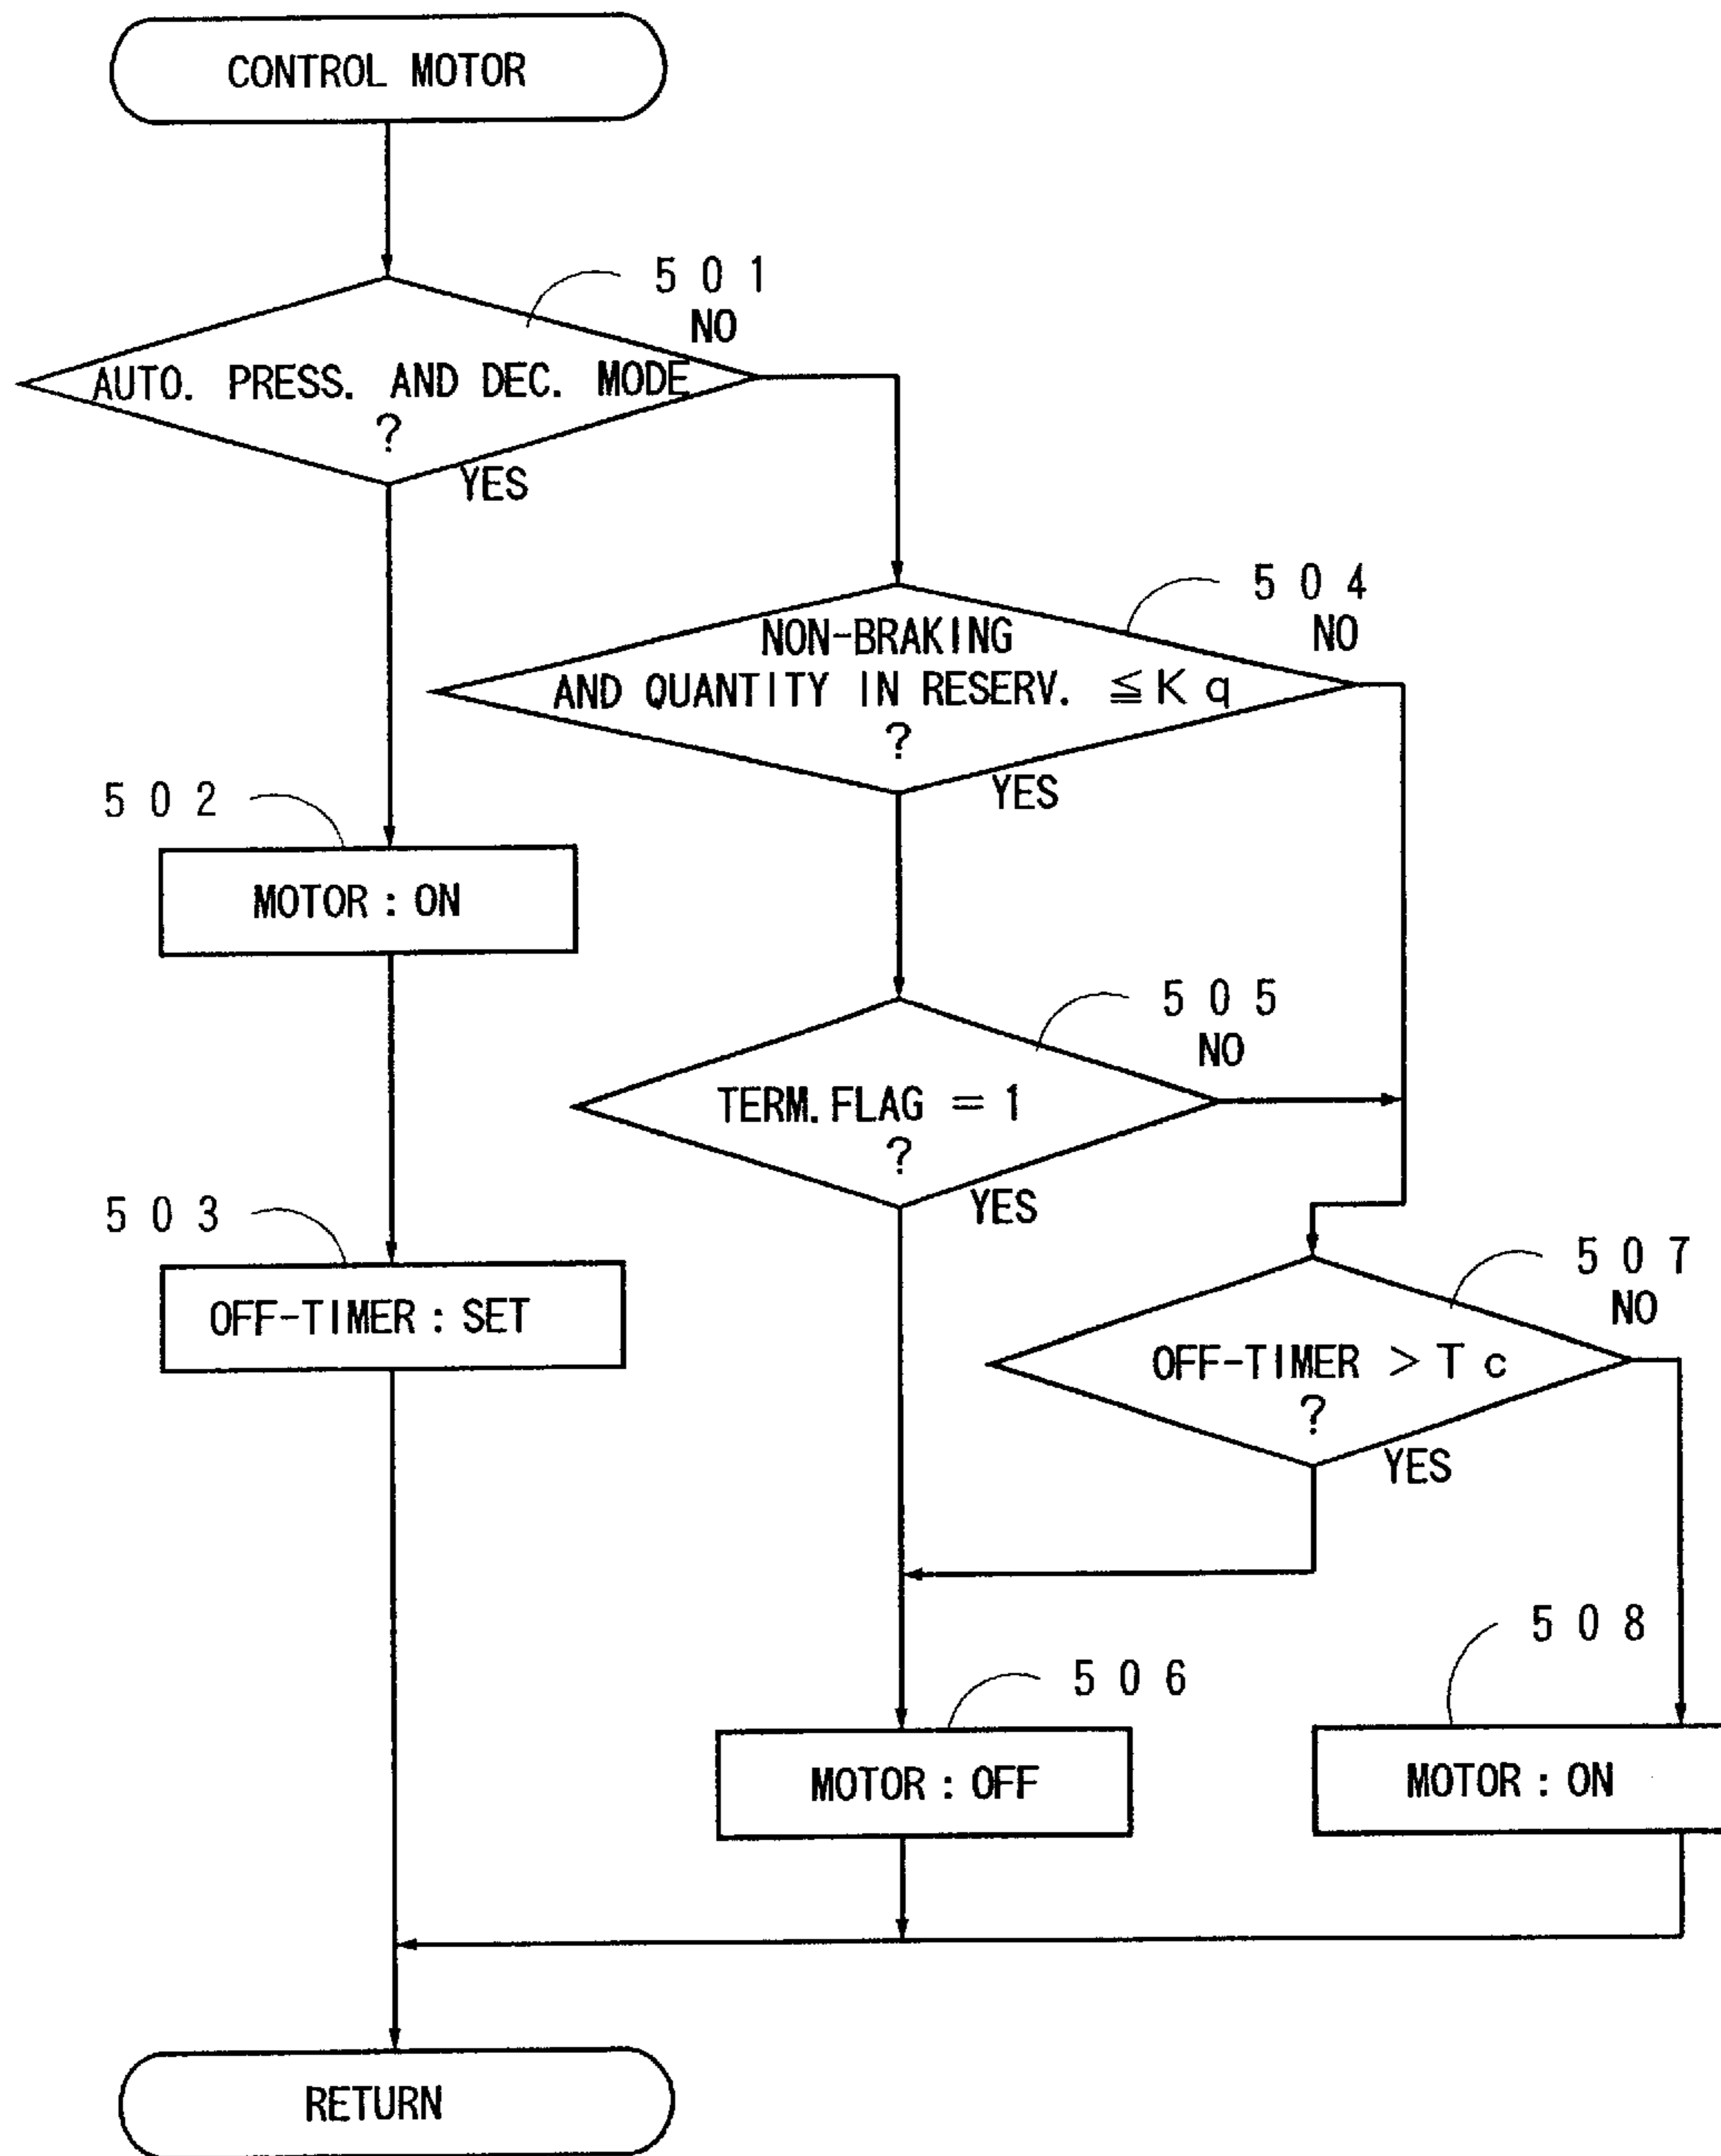 CONTROL MOTOR
501
NO
AUTO. PRESS. AND DEC. MODE
?
YES
504
NO
NON-BRAKING
AND QUANTITY IN RESERV. ≦Kq
?
YES
502
MOTOR : ON
505
NO
TERM.FLAG = 1
?
YES
503
OFF-TIMER : SET
507
NO
OFF-TIMER > Tc
?
YES
508
506
MOTOR : OFF
MOTOR : ON
RETURN